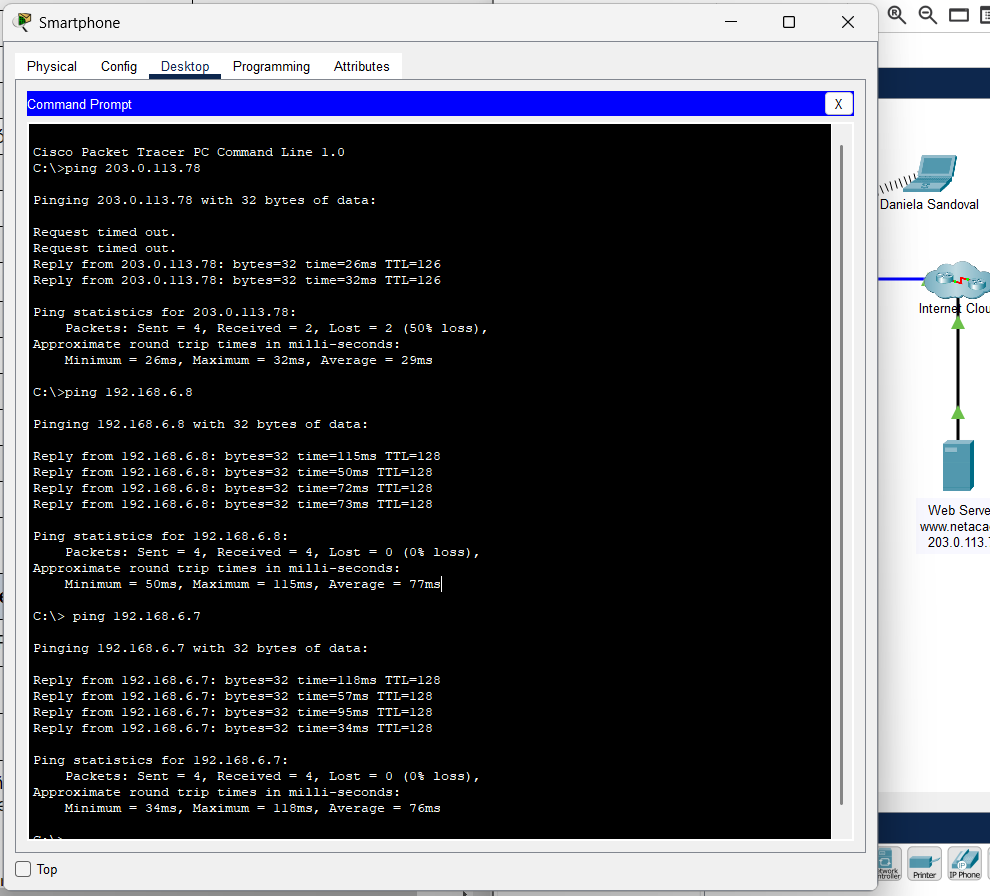 Smartphone
Physical Config Desktop Programming Attributes
Command Prompt
X
Cisco Packet Tracer PC Command Line 1.0
C:\>ping 203.0.113.78
Pinging 203.0.113.78 with 32 bytes of data:
Request timed out.
Request timed out.
Reply from 203.0.113.78: bytes=32 time=26ms TTL=126
Reply from 203.0.113.78: bytes=32 time=32ms TTL=126
Ping statistics for 203.0.113.78:
Packets: Sent = 4, Received = 2, Lost = 2 (50% loss),
Approximate round trip times in milli-seconds:
Minimum = 26ms, Maximum = 32ms, Average = 29ms
C:\>ping 192.168.6.8
Pinging 192.168.6.8 with 32 bytes of data:
Reply from 192.168.6.8: bytes=32 time=115ms TTL=128
Reply from 192.168.6.8: bytes=32 time=50ms TTL=128
Reply from 192.168.6.8: bytes=32 time=72ms TTL=128
Reply from 192.168.6.8: bytes=32 time=73ms TTL=128
Ping statistics for 192.168.6.8:
Packets: Sent = 4, Received = 4, Lost = 0 (0% loss),
Approximate round trip times in milli-seconds:
Minimum = 50ms, Maximum = 115ms, Average = 77ms
C:\> ping 192.168.6.7
Pinging 192.168.6.7 with 32 bytes of data:
Reply from 192.168.6.7: bytes=32 time=118ms TTL=128
Reply from 192.168.6.7: bytes=32 time=57ms TTL=128
Reply from 192.168.6.7: bytes=32 time=95ms TTL=128
Reply from 192.168.6.7: bytes=32 time=34ms TTL=128
Ping statistics for 192.168.6.7:
Packets: Sent = 4, Received = 4, Lost = 0 (0% loss),
Approximate round trip times in milli-seconds:
Minimum = 34ms, Maximum = 118ms, Average = 76ms
C:\>
Top
R
Daniela Sandoval
Internet Clou
Web Serve
www.netaca
203.0.113.
Printer
IP Phone